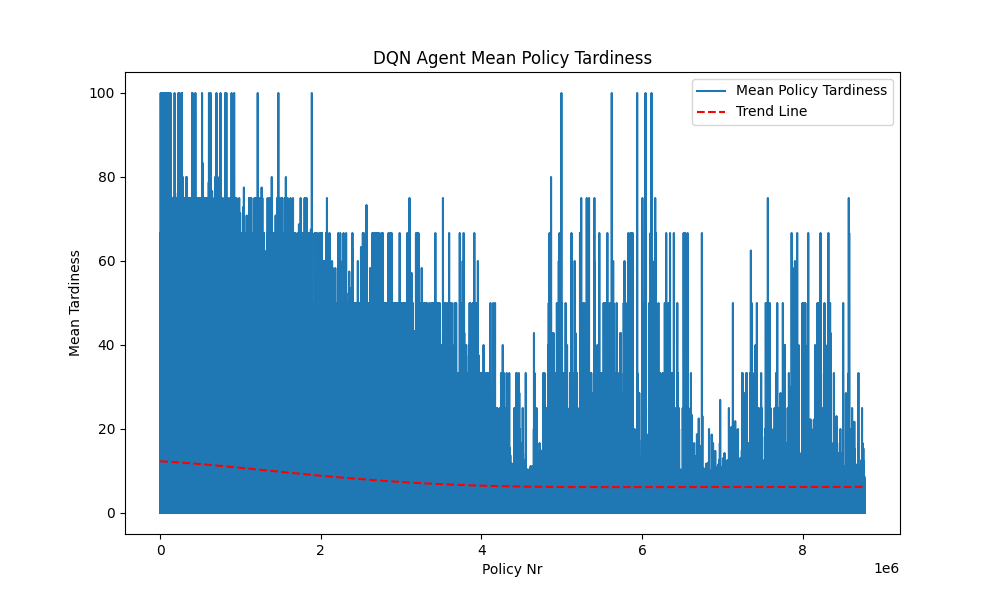 DQN Agent Mean Policy Tardiness
Mean Policy Tardiness
Trend Line
Mean Tardiness
100
80
60
40
20
0
0 2 4 6 8
1e6
Policy Nr